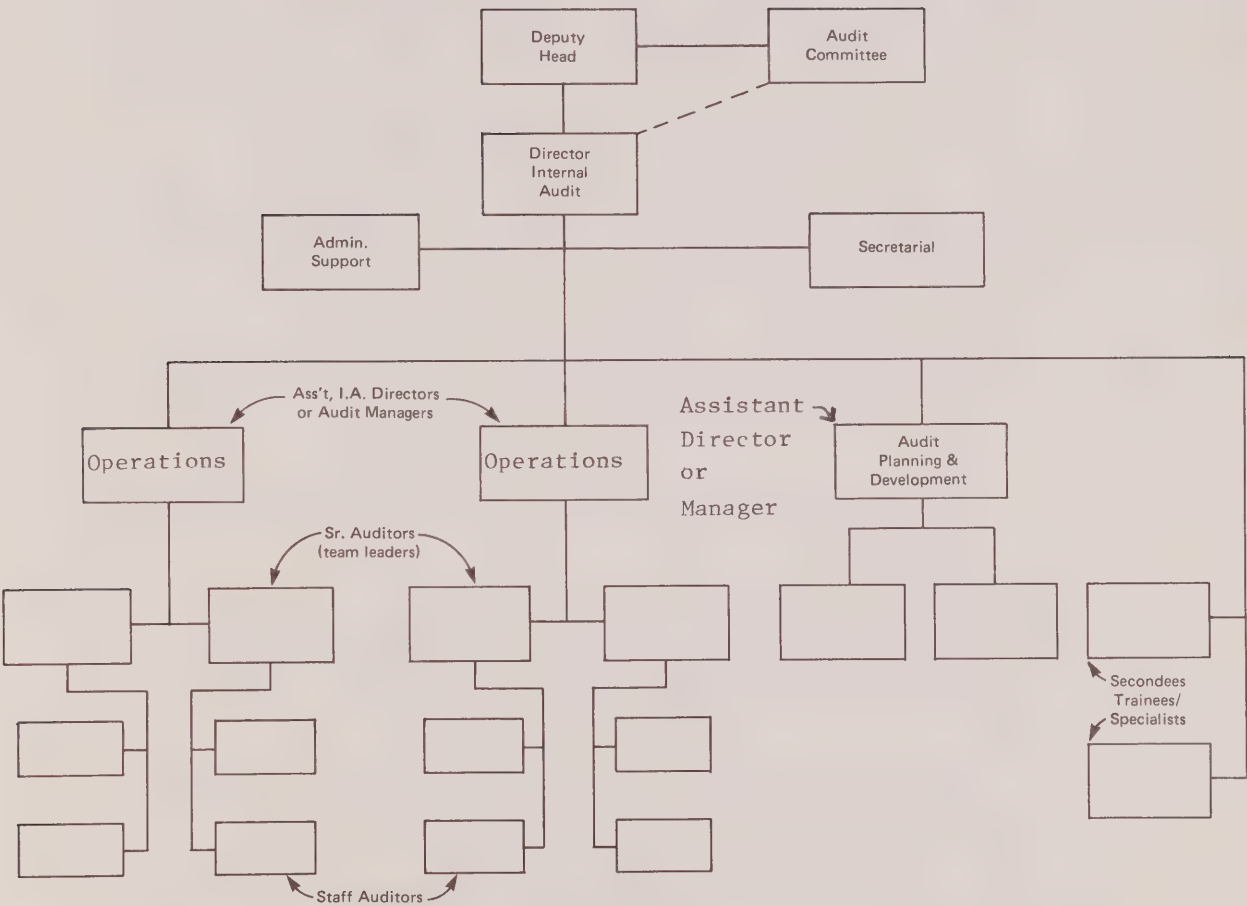 Deputy
Head
Audit
Committee
Director
Internal
Audit
Admin.
Support
Secretarial
Ass't, I.A. Directors
or Audit Managers
Operations
Operations
Assistant
Director
or
Manager
Audit
Planning &
Development
Sr. Auditors
(team leaders)
Secondees
Trainees/
Specialists
Staff Auditors